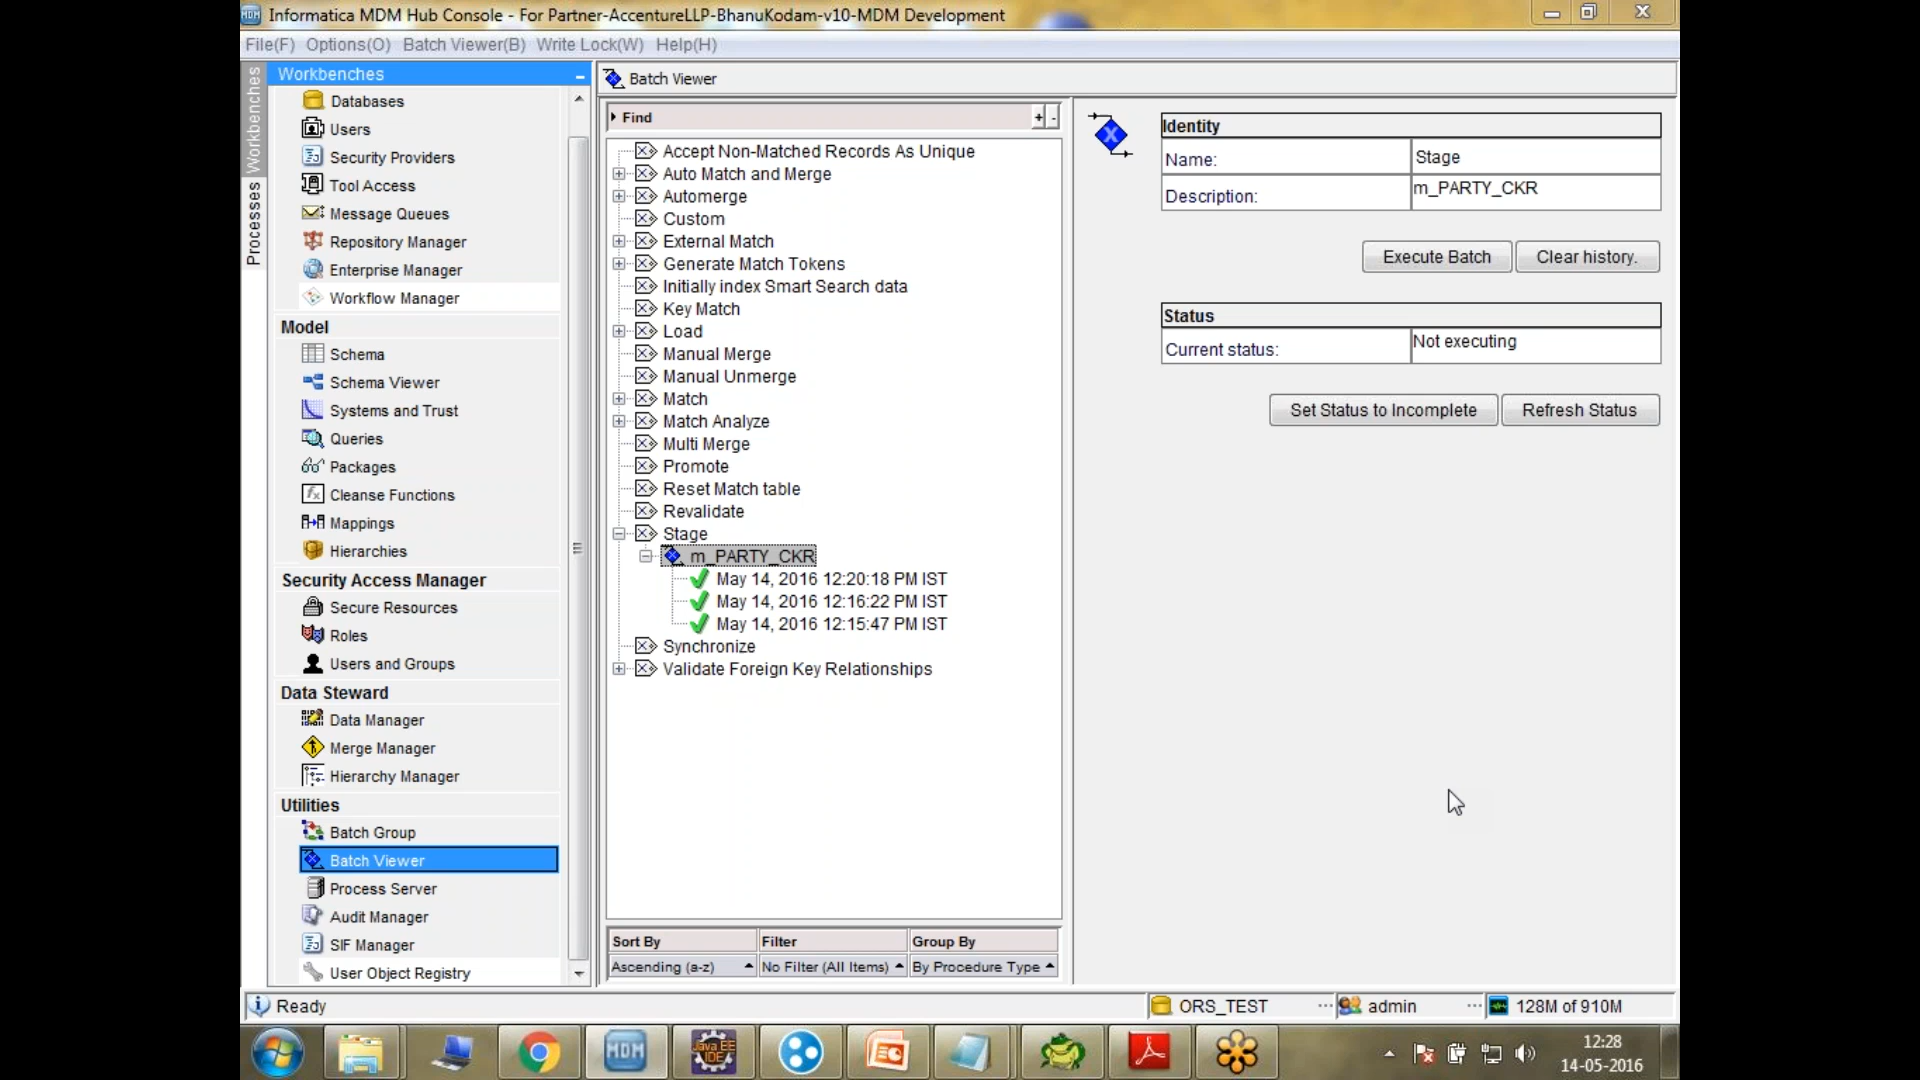 Informatica MDM Hub Console - For Partner-AccentureLLP-BhanuKodam-v10-MDM Development
File(F) Options(O) Batch Viewer(B) Write Lock(W) Help(H)
Workbenches
Processes
Workbenches
Databases
Users
Security Providers
Tool Access
Message Queues
Repository Manager
Enterprise Manager
Workflow Manager
Model
Schema
Schema Viewer
Systems and Trust
Queries
Packages
Cleanse Functions
Mappings
Hierarchies
Security Access Manager
Secure Resources
Roles
Users and Groups
Data Steward
Data Manager
Merge Manager
Hierarchy Manager
Utilities
Batch Group
Batch Viewer
Process Server
Audit Manager
SIF Manager
User Object Registry
Batch Viewer
Find
Accept Non-Matched Records As Unique
Auto Match and Merge
Automerge
Custom
External Match
Generate Match Tokens
Initially index Smart Search data
Key Match
Load
Manual Merge
Manual Unmerge
Match
Match Analyze
Multi Merge
Promote
Reset Match table
Revalidate
Stage
m_PARTY_CKR
May 14, 2016 12:20:18 PM IST
May 14, 2016 12:16:22 PM IST
May 14, 2016 12:15:47 PM IST
Synchronize
Validate Foreign Key Relationships
Sort By Filter Group By
Ascending (a-z) No Filter (All Items) By Procedure Type
Identity
Name: Stage
Description: m_PARTY_CKR
Execute Batch Clear history.
Status
Current status: Not executing
Set Status to Incomplete Refresh Status
Ready ORS_TEST admin 128M of 910M
MDM
Java EE
IDE
12:28
14-05-2016